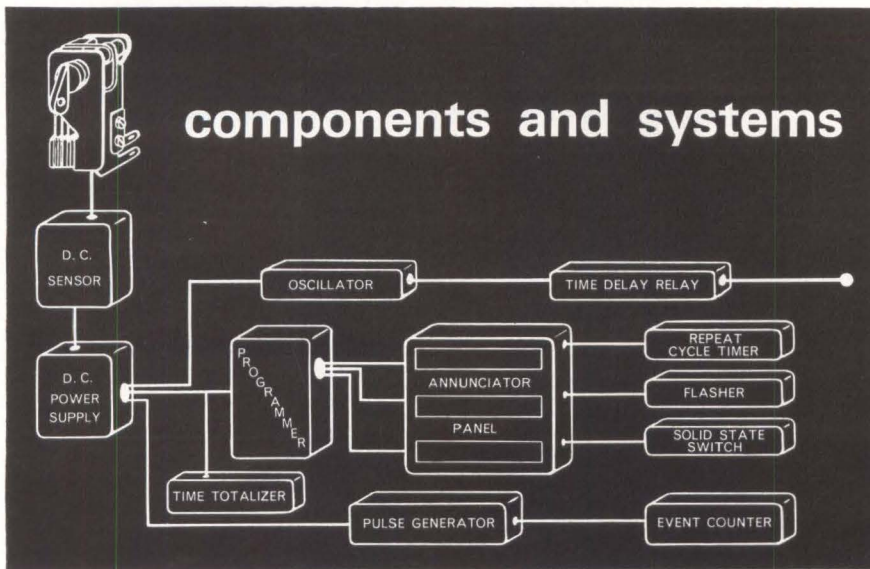 components and systems
D. C.
SENSOR
OSCILLATOR
TIME DELAY RELAY
D. C.
POWER
SUPPLY
PROGRAMMER
ANNUNCIATOR
PANEL
REPEAT
CYCLE TIMER
FLASHER
SOLID STATE
SWITCH
TIME TOTALIZER
PULSE GENERATOR
EVENT COUNTER